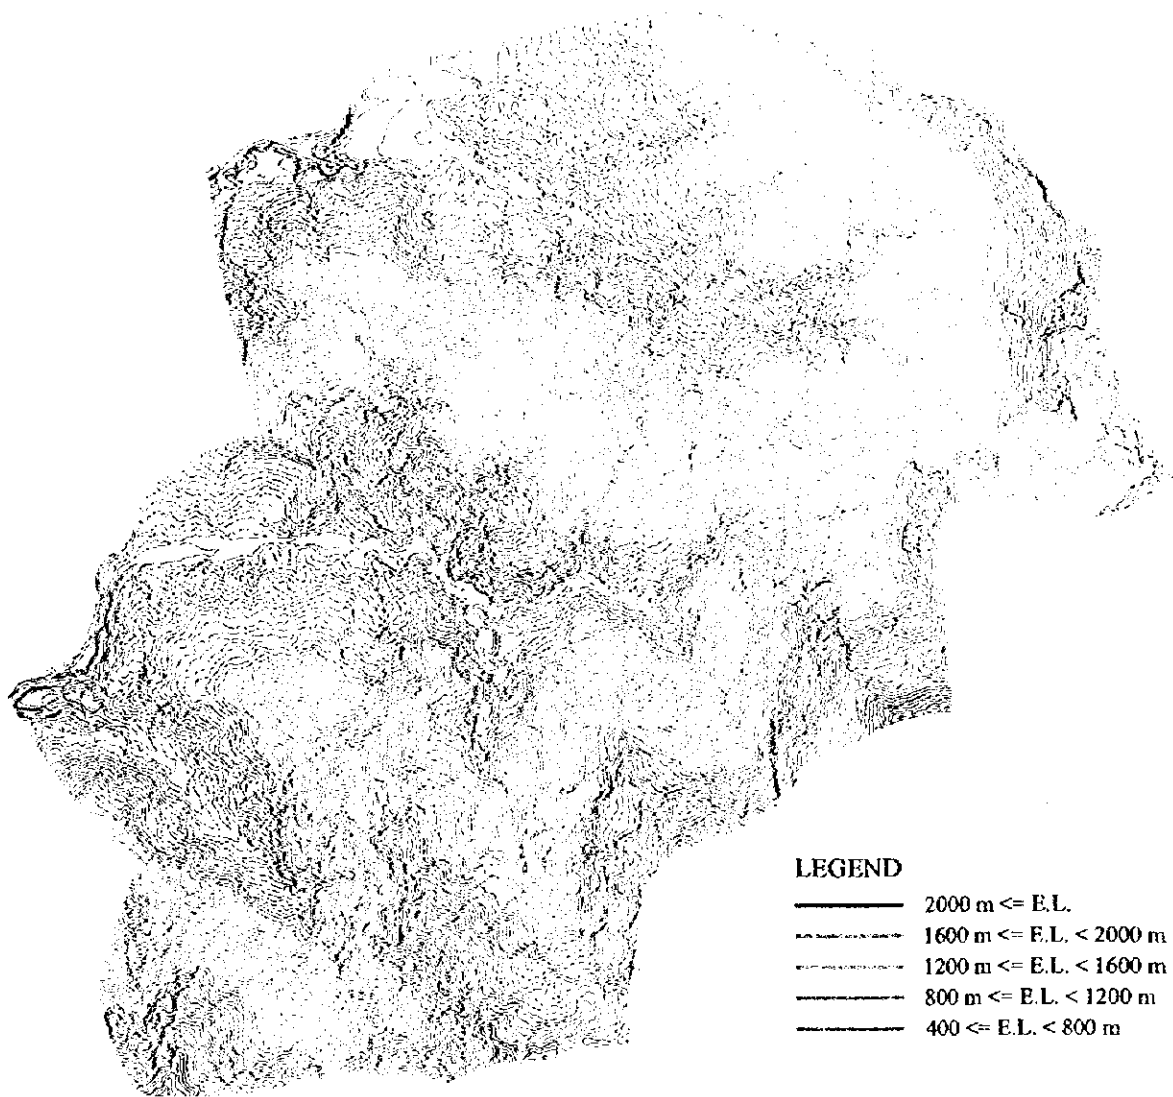 LEGEND
2000 m <= E.L.
1600 m <= E.L. < 2000 m
1200 m <= E.L. < 1600 m
800 m <= E.L. < 1200 m
400 <= E.L. < 800 m